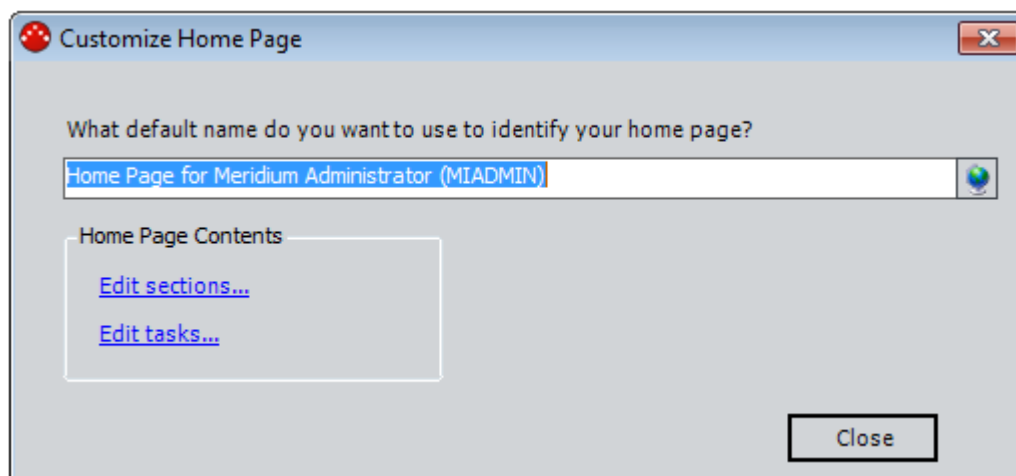 Customize Home Page
What default name do you want to use to identify your home page?
Home Page for Meridium Administrator (MIADMIN)
Home Page Contents
Edit sections...
Edit tasks...
Close